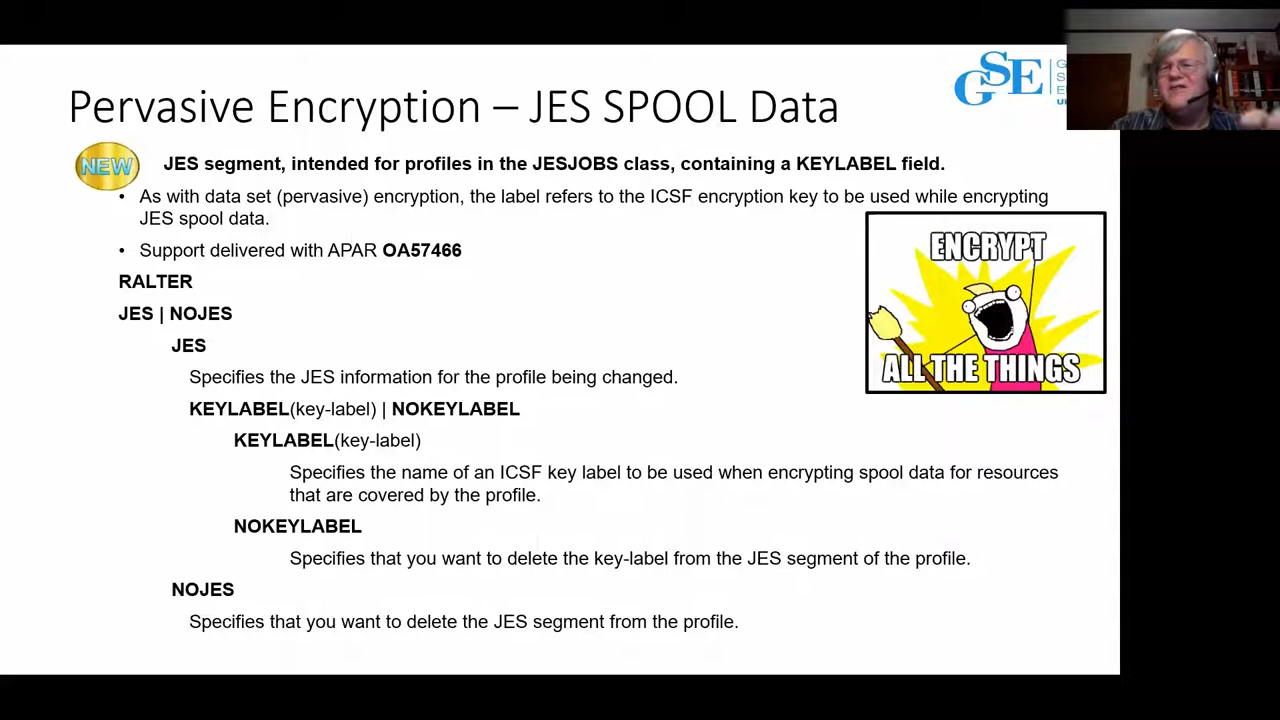 Pervasive Encryption – JES SPOOL Data
GSE
NEW
JES segment, intended for profiles in the JESJOBS class, containing a KEYLABEL field.
• As with data set (pervasive) encryption, the label refers to the ICSF encryption key to be used while encrypting
JES spool data.
• Support delivered with APAR OA57466
RALTER
JES | NOJES
JES
Specifies the JES information for the profile being changed.
KEYLABEL(key-label) | NOKEYLABEL
KEYLABEL(key-label)
Specifies the name of an ICSF key label to be used when encrypting spool data for resources
that are covered by the profile.
NOKEYLABEL
Specifies that you want to delete the key-label from the JES segment of the profile.
NOJES
Specifies that you want to delete the JES segment from the profile.
ENCRYPT
ALL THE THINGS